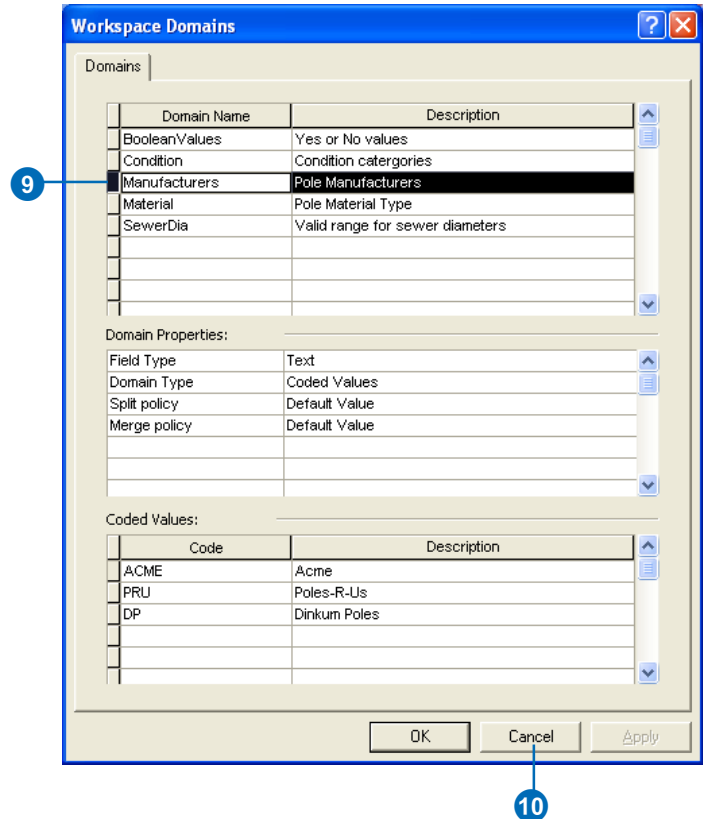 Workspace Domains
Domains
Domain Name Description
BooleanValues Yes or No values
Condition Condition catergories
9
Manufacturers Pole Manufacturers
Material Pole Material Type
SewerDia Valid range for sewer diameters
Domain Properties:
Field Type Text
Domain Type Coded Values
Split policy Default Value
Merge policy Default Value
Coded Values:
Code Description
ACME Acme
PRU Poles-R-Us
DP Dinkum Poles
OK Cancel Apply
10